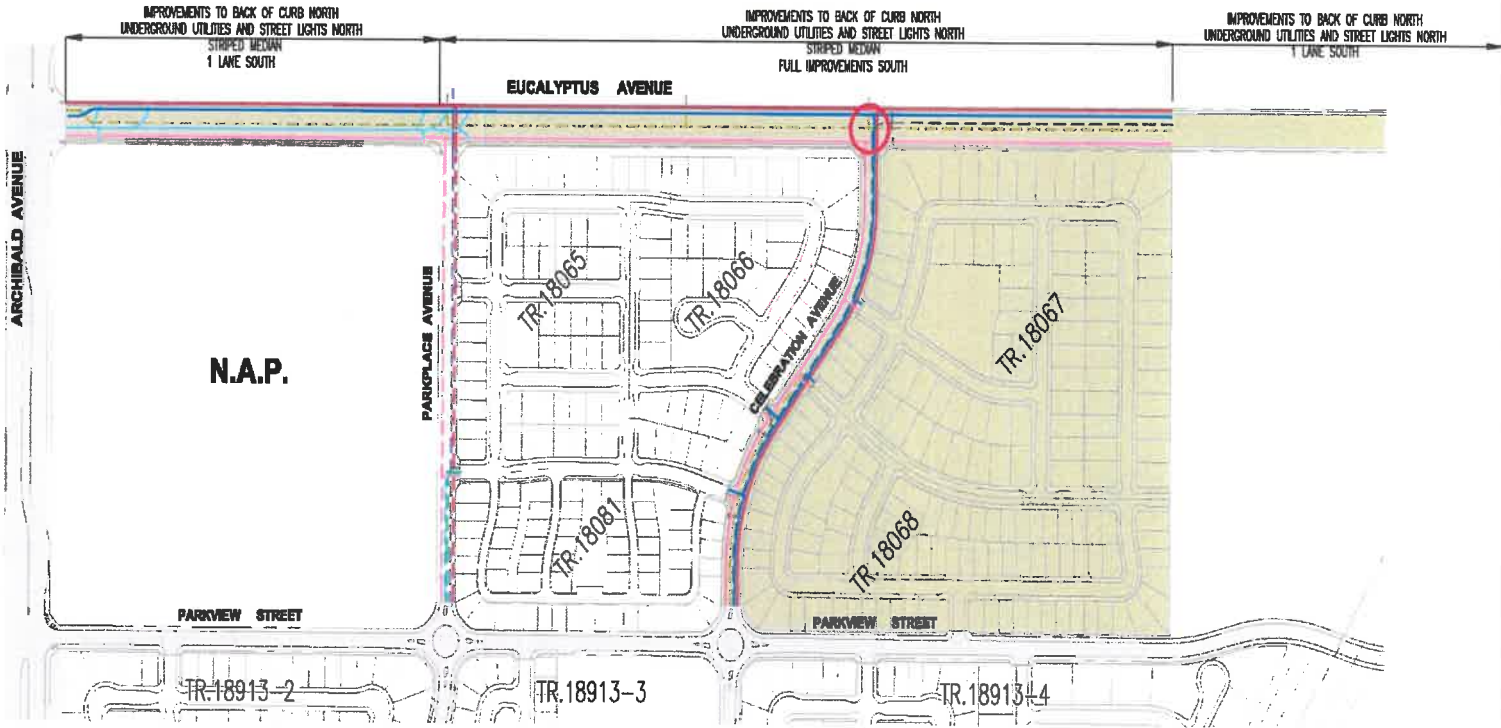 IMPROVEMENTS TO BACK OF CURB NORTH
UNDERGROUND UTILITIES AND STREET LIGHTS NORTH
STRIPED MEDIAN
1 LANE SOUTH
IMPROVEMENTS TO BACK OF CURB NORTH
UNDERGROUND UTILITIES AND STREET LIGHTS NORTH
STRIPED MEDIAN
FULL IMPROVEMENTS SOUTH
IMPROVEMENTS TO BACK OF CURB NORTH
UNDERGROUND UTILITIES AND STREET LIGHTS NORTH
1 LANE SOUTH
EUCALYPTUS AVENUE
ARCHIBALD AVENUE
N.A.P.
PARKPLACE AVENUE
TR.18065
TR.18066
CELEBRATION AVENUE
TR.18067
TR.18081
TR.18068
PARKVIEW STREET
PARKVIEW STREET
TR.18913-2
TR.18913-3
TR.18913-4